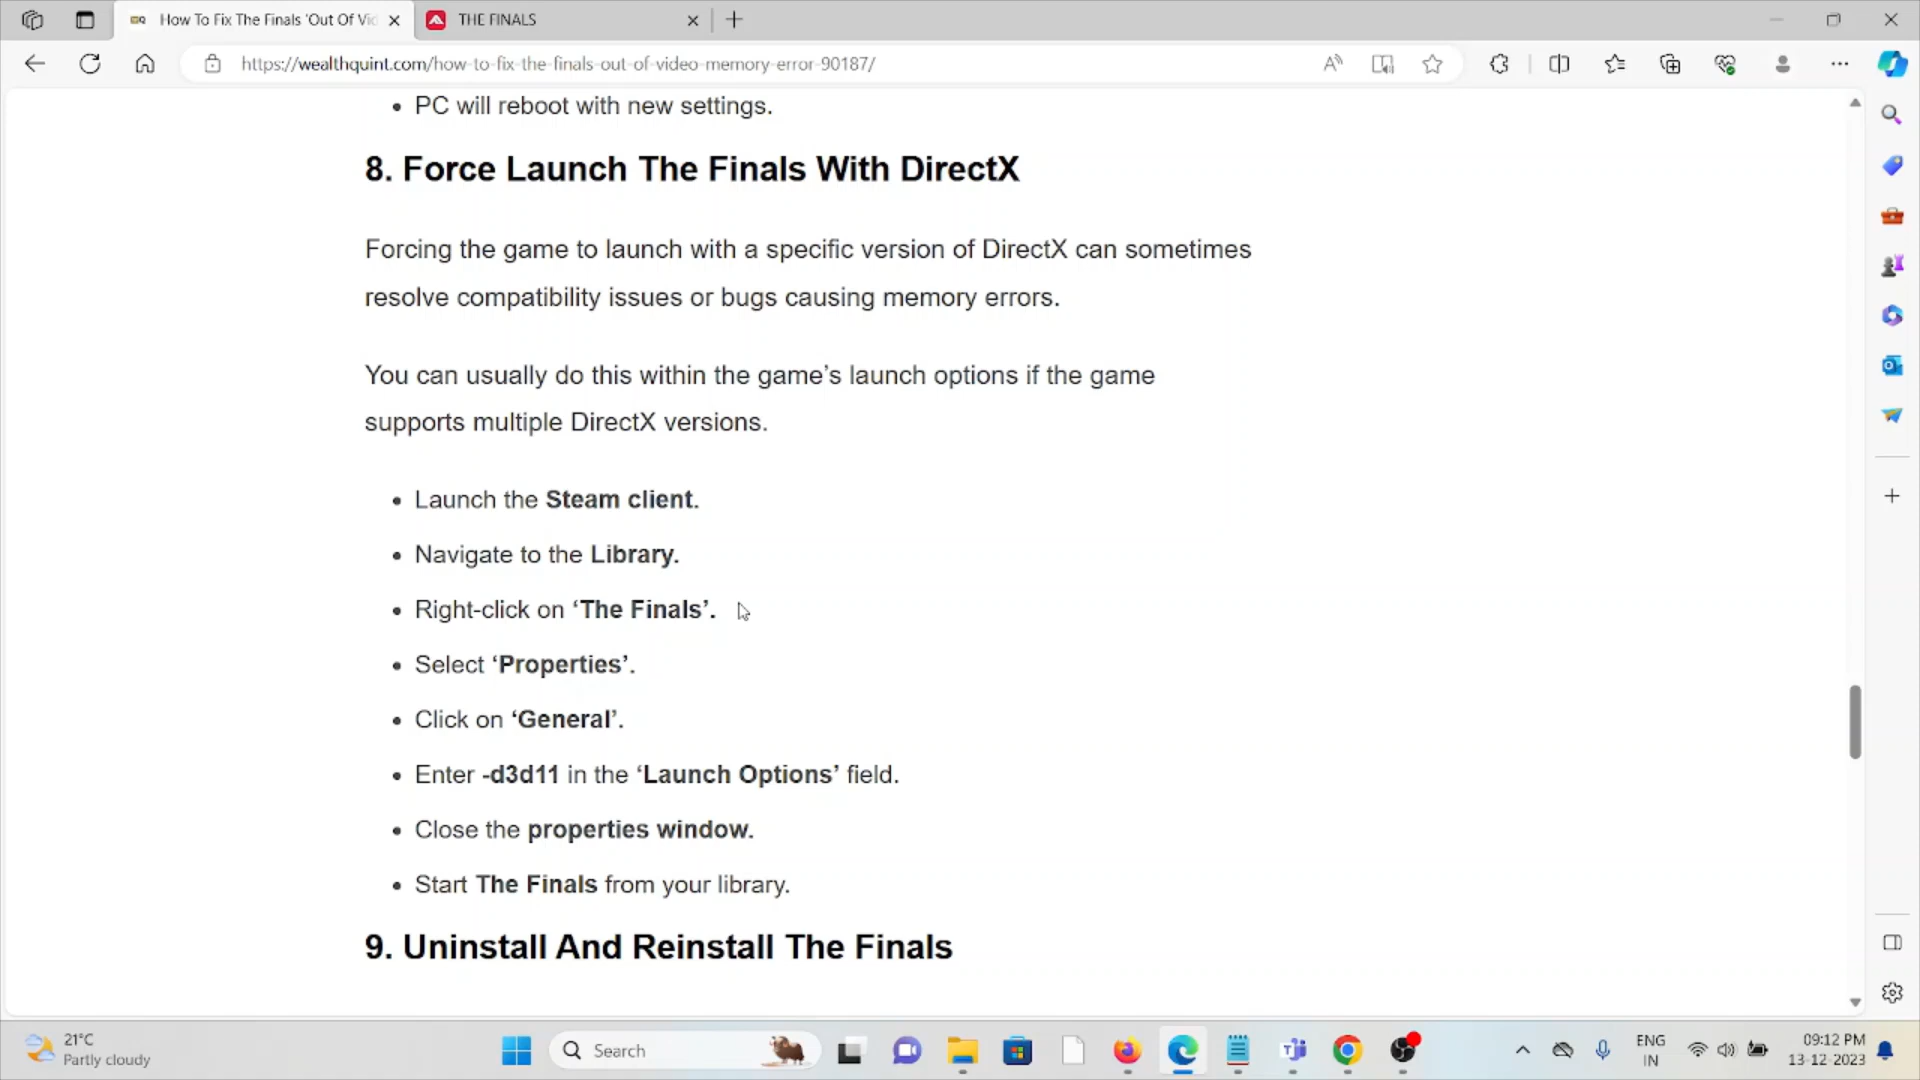 How To Fix The Finals 'Out Of Vid
THE FINALS
https://wealthquint.com/how-to-fix-the-finals-out-of-video-memory-error-90187/
• PC will reboot with new settings.
8. Force Launch The Finals With DirectX
Forcing the game to launch with a specific version of DirectX can sometimes
resolve compatibility issues or bugs causing memory errors.
You can usually do this within the game’s launch options if the game
supports multiple DirectX versions.
• Launch the Steam client.
• Navigate to the Library.
• Right-click on ‘The Finals’.
• Select ‘Properties’.
• Click on ‘General’.
• Enter -d3d11 in the ‘Launch Options’ field.
• Close the properties window.
• Start The Finals from your library.
9. Uninstall And Reinstall The Finals
21°C
Partly cloudy
Search
ENG
IN
09:12 PM
13-12-2023